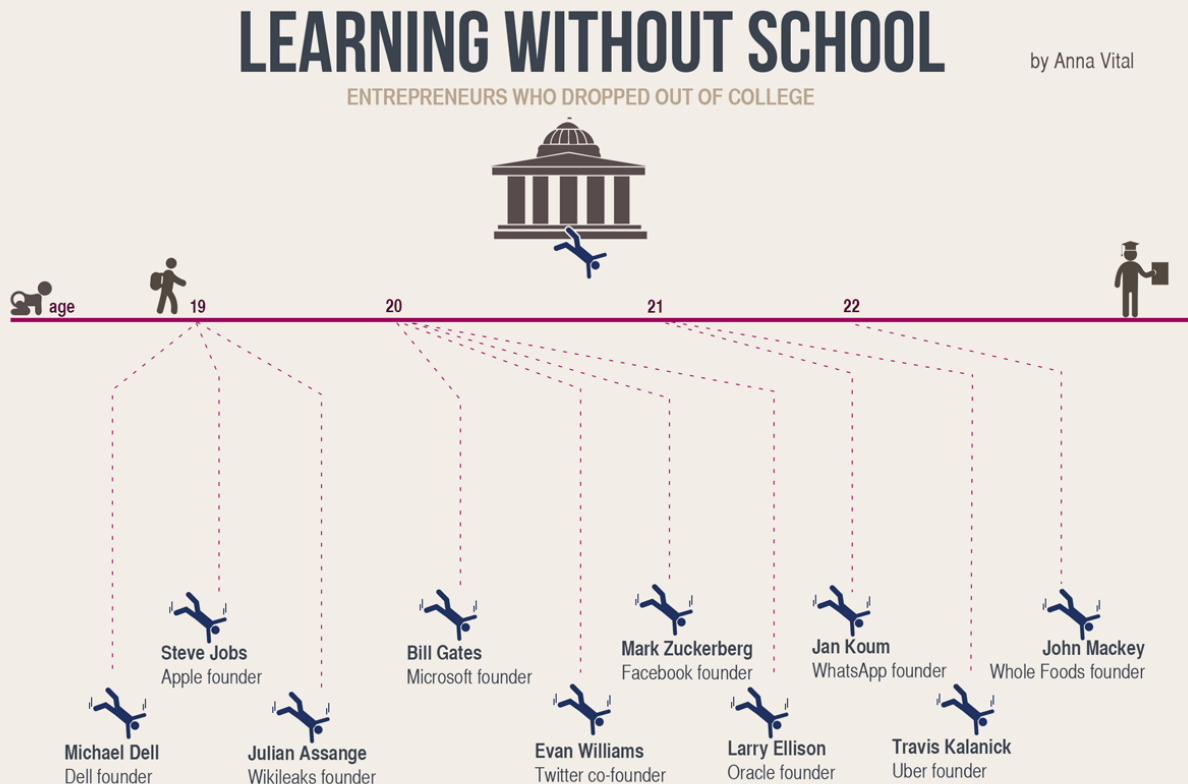 LEARNING WITHOUT SCHOOL
by Anna Vital
ENTREPRENEURS WHO DROPPED OUT OF COLLEGE
age 19 20 21 22
Steve Jobs
Apple founder
Bill Gates
Microsoft founder
Mark Zuckerberg
Facebook founder
Jan Koum
WhatsApp founder
John Mackey
Whole Foods founder
Michael Dell
Dell founder
Julian Assange
Wikileaks founder
Evan Williams
Twitter co-founder
Larry Ellison
Oracle founder
Travis Kalanick
Uber founder